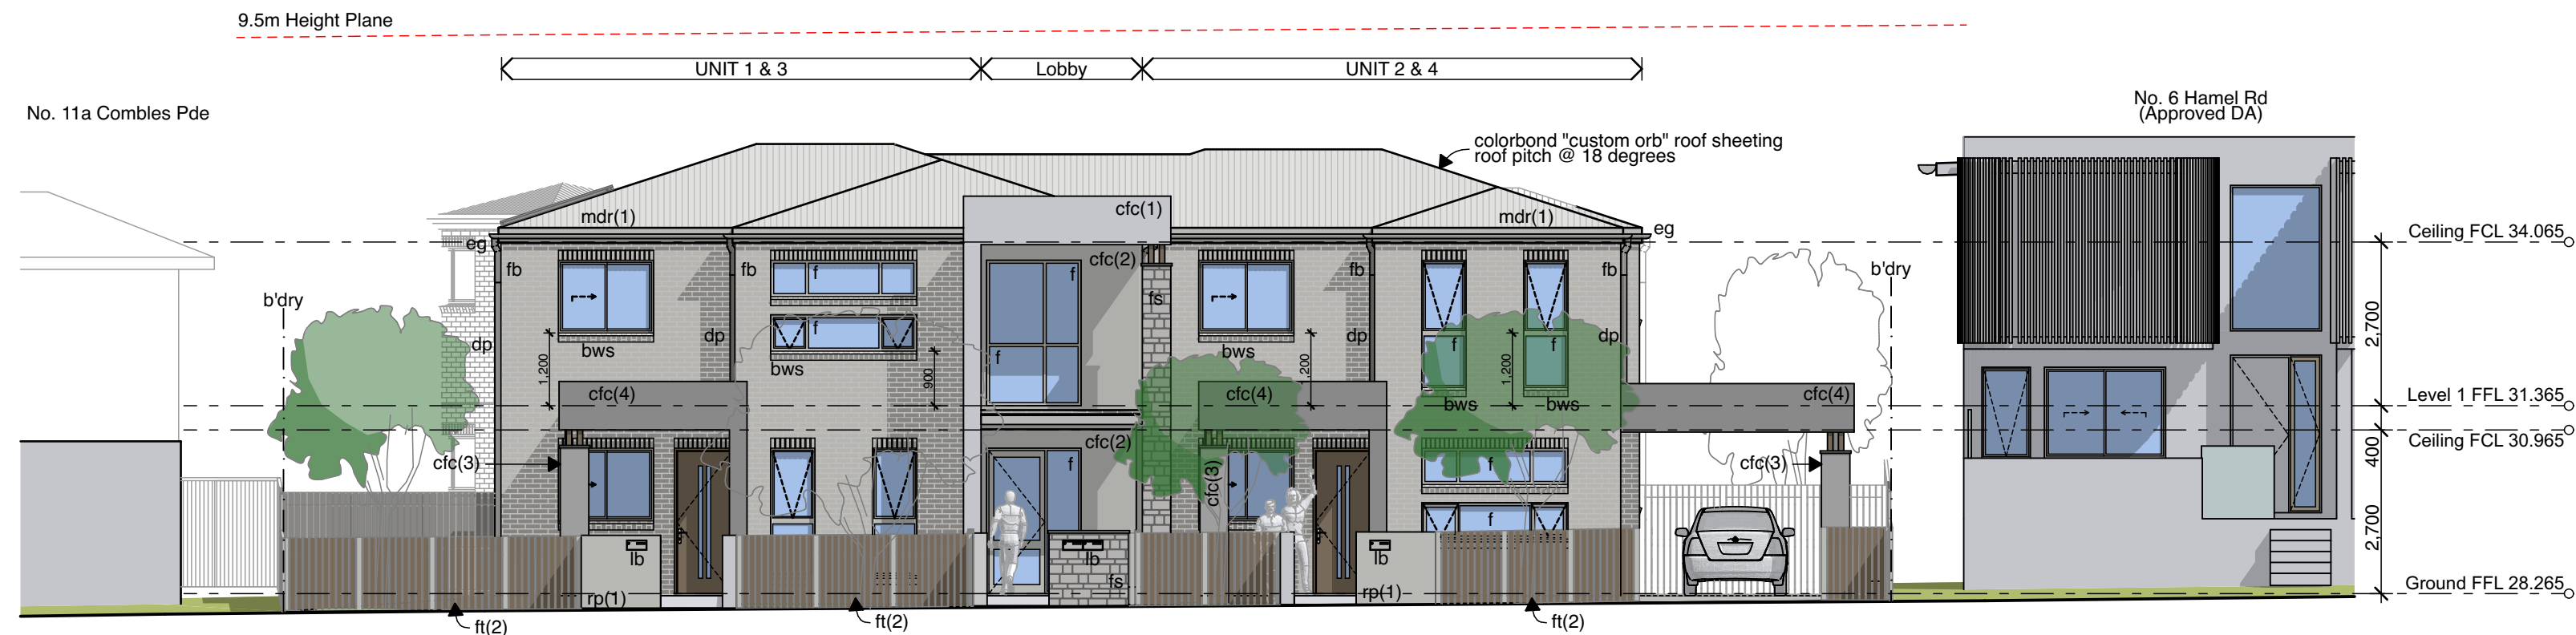 9.5m Height Plane
UNIT 1 & 3
Lobby
UNIT 2 & 4
No. 11a Combles Pde
No. 6 Hamel Rd
(Approved DA)
colorbond "custom orb" roof sheeting
roof pitch @ 18 degrees
mdr(1)
cfc(1)
mdr(1)
eg
eg
Ceiling FCL 34.065
fb
fb
f
cfc(2)
f
fb
fb
b'dry
b'dry
fs
2,700
dp
bws
f
dp
bws
900
f
bws
dp
f
f
dp
1,200
1,200
1,200
cfc(4)
cfc(4)
bws
bws
cfc(4)
Level 1 FFL 31.365
cfc(2)
Ceiling FCL 30.965
400
cfc(3)
f
cfc(3)
f
cfc(3)
2,700
f
lb
lb
lb
fs
rp(1)
rp(1)
Ground FFL 28.265
ft(2)
ft(2)
ft(2)